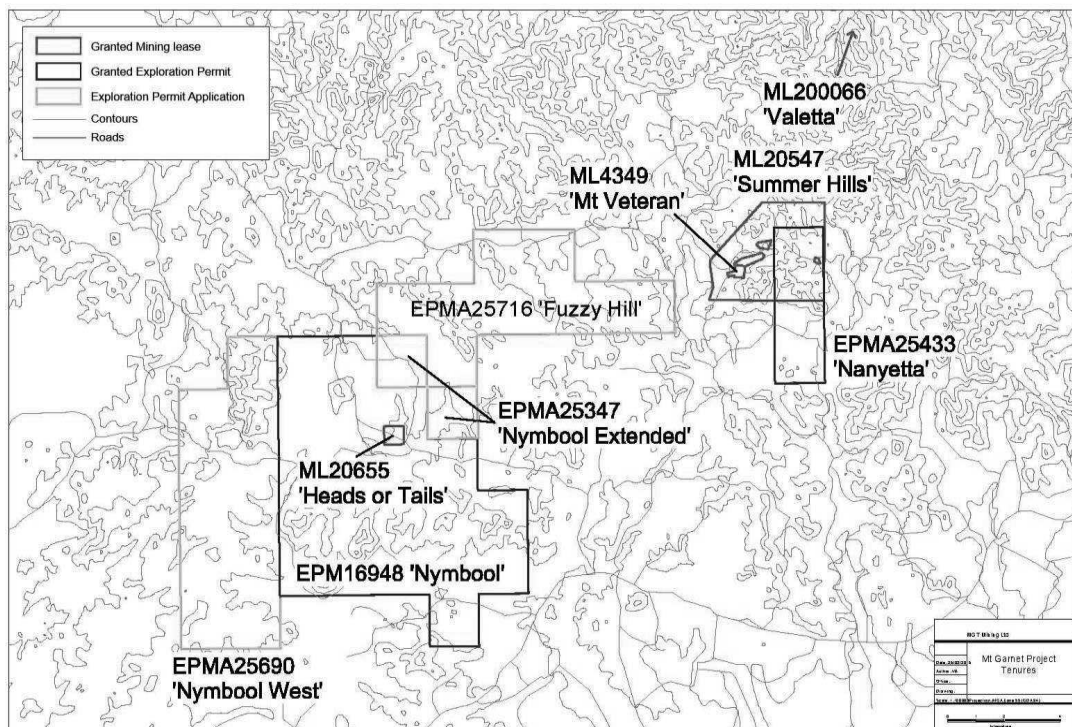 Granted Mining lease
Granted Exploration Permit
Exploration Permit Application
Contours
Roads
ML200066
'Valetta'
ML20547
'Summer Hills'
ML4349
'Mt Veteran'
EPMA25716 'Fuzzy Hill'
EPMA25433
'Nanyetta'
EPMA25347
'Nymbool Extended'
ML20655
'Heads or Tails'
EPM16948 'Nymbool'
EPMA25690
'Nymbool West'
MGT Mining Ltd
Mt Garnet Project
Tenures